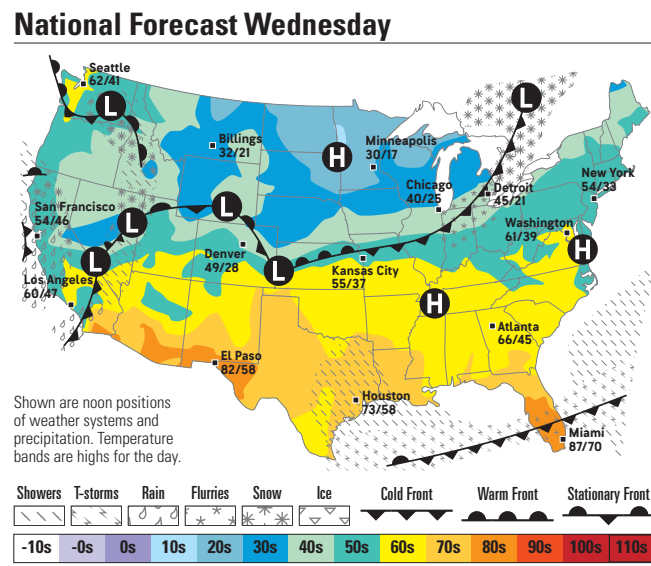 National Forecast Wednesday
Seattle
62/41
L
L
Billings
32/21
H
Minneapolis
30/17
Chicago
40/25
Detroit
45/21
New York
54/33
San Francisco
54/46
L
L
Washington
61/39
H
L
Denver
49/28
L
Kansas City
55/37
Los Angeles
60/47
H
Atlanta
66/45
El Paso
82/58
Houston
73/58
Miami
87/70
Shown are noon positions
of weather systems and
precipitation. Temperature
bands are highs for the day.
Showers T-storms Rain Flurries Snow Ice Cold Front Warm Front Stationary Front
-10s -0s 0s 10s 20s 30s 40s 50s 60s 70s 80s 90s 100s 110s